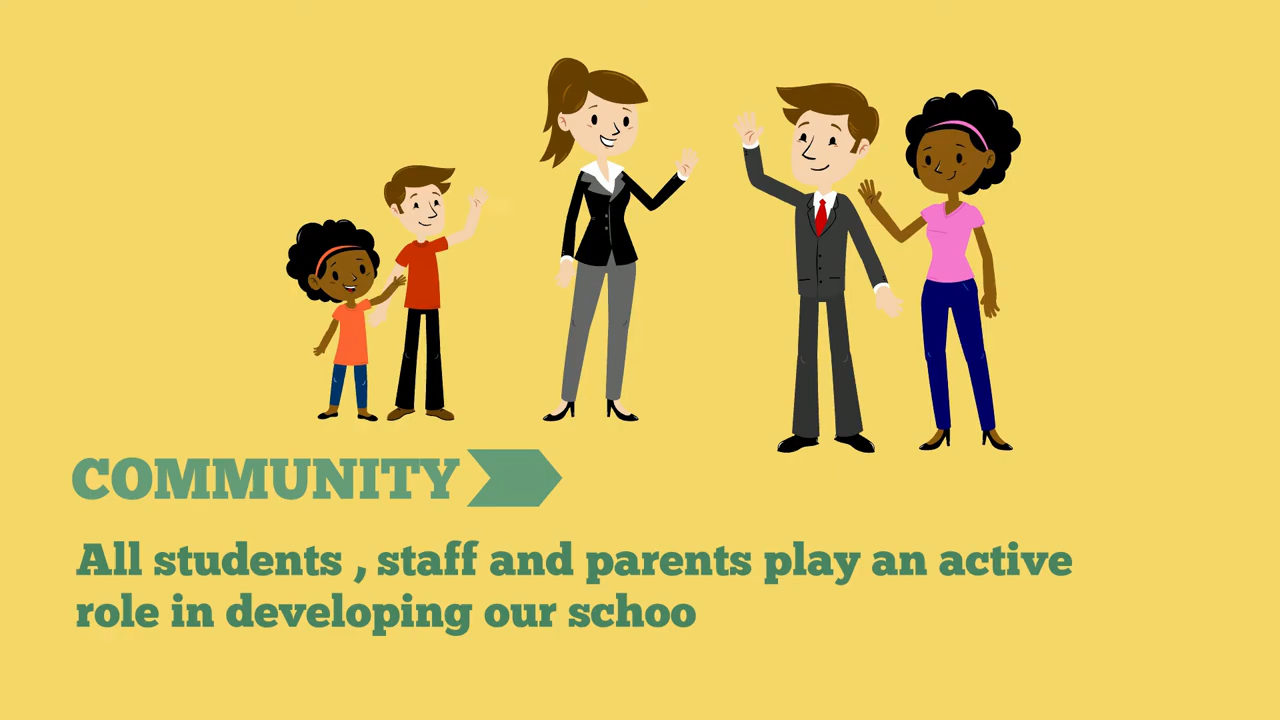 COMMUNITY
All students , staff and parents play an active
role in developing our schoo